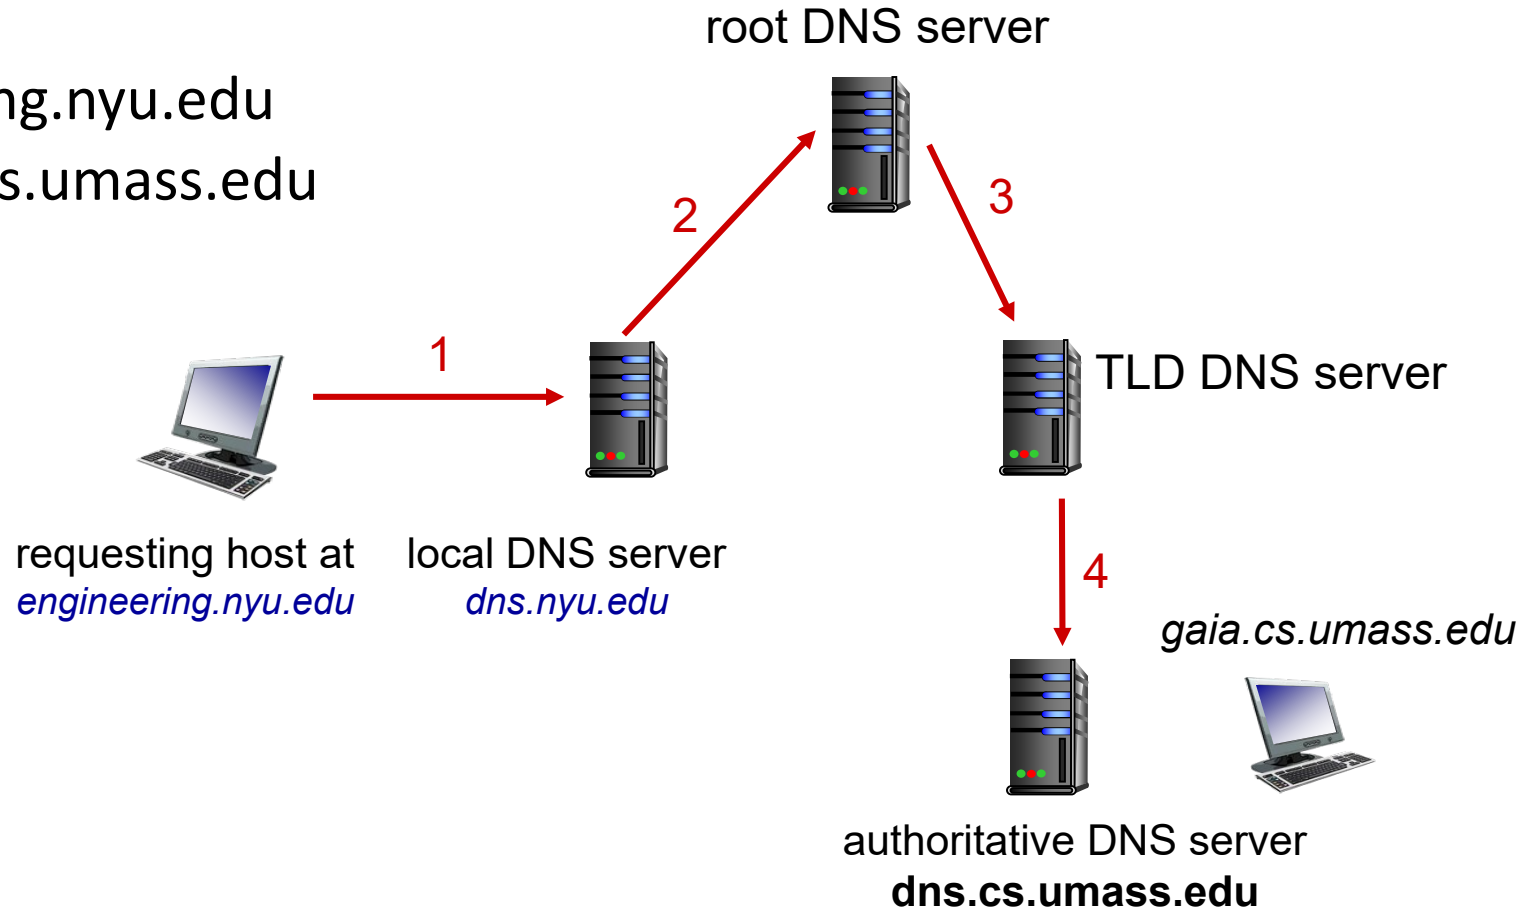 root DNS server
ng.nyu.edu
s.umass.edu
2
3
1
TLD DNS server
requesting host at
engineering.nyu.edu
local DNS server
dns.nyu.edu
4
gaia.cs.umass.edu
authoritative DNS server
dns.cs.umass.edu